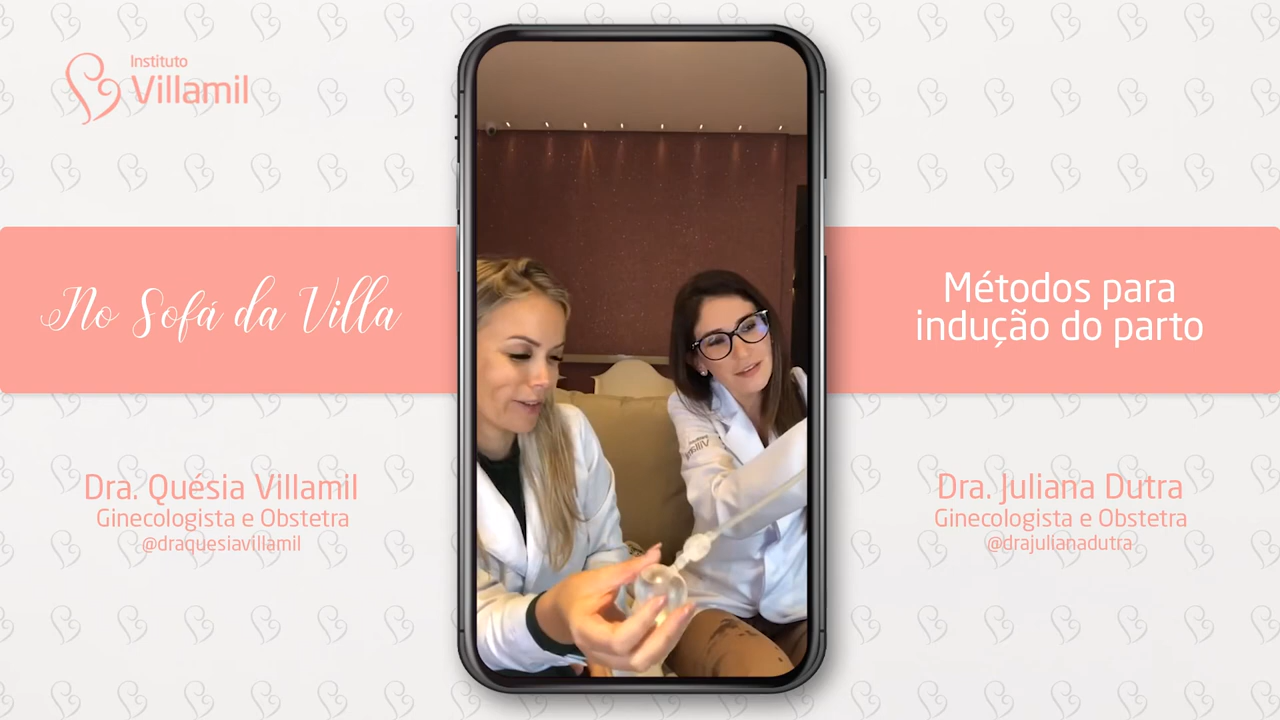 Instituto
Villamil
No Sofá da Villa
Métodos para
indução do parto
Dra. Quésia Villamil
Ginecologista e Obstetra
@draquesiavillamil
Dra. Juliana Dutra
Ginecologista e Obstetra
@drajulianadutra